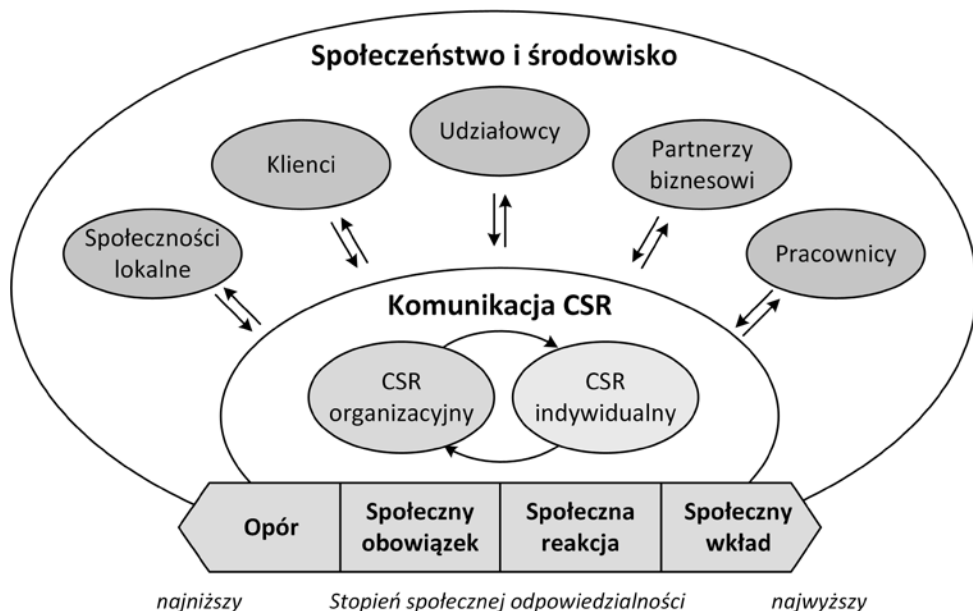 Społeczeństwo i środowisko
Udziałowcy
Klienci
Partnerzy
biznesowi
Społeczności
lokalne
Pracownicy
Komunikacja CSR
CSR
organizacyjny
CSR
indywidualny
Opór
Społeczny
obowiązek
Społeczna
reakcja
Społeczny
wkład
najniższy
Stopień społecznej odpowiedzialności
najwyższy